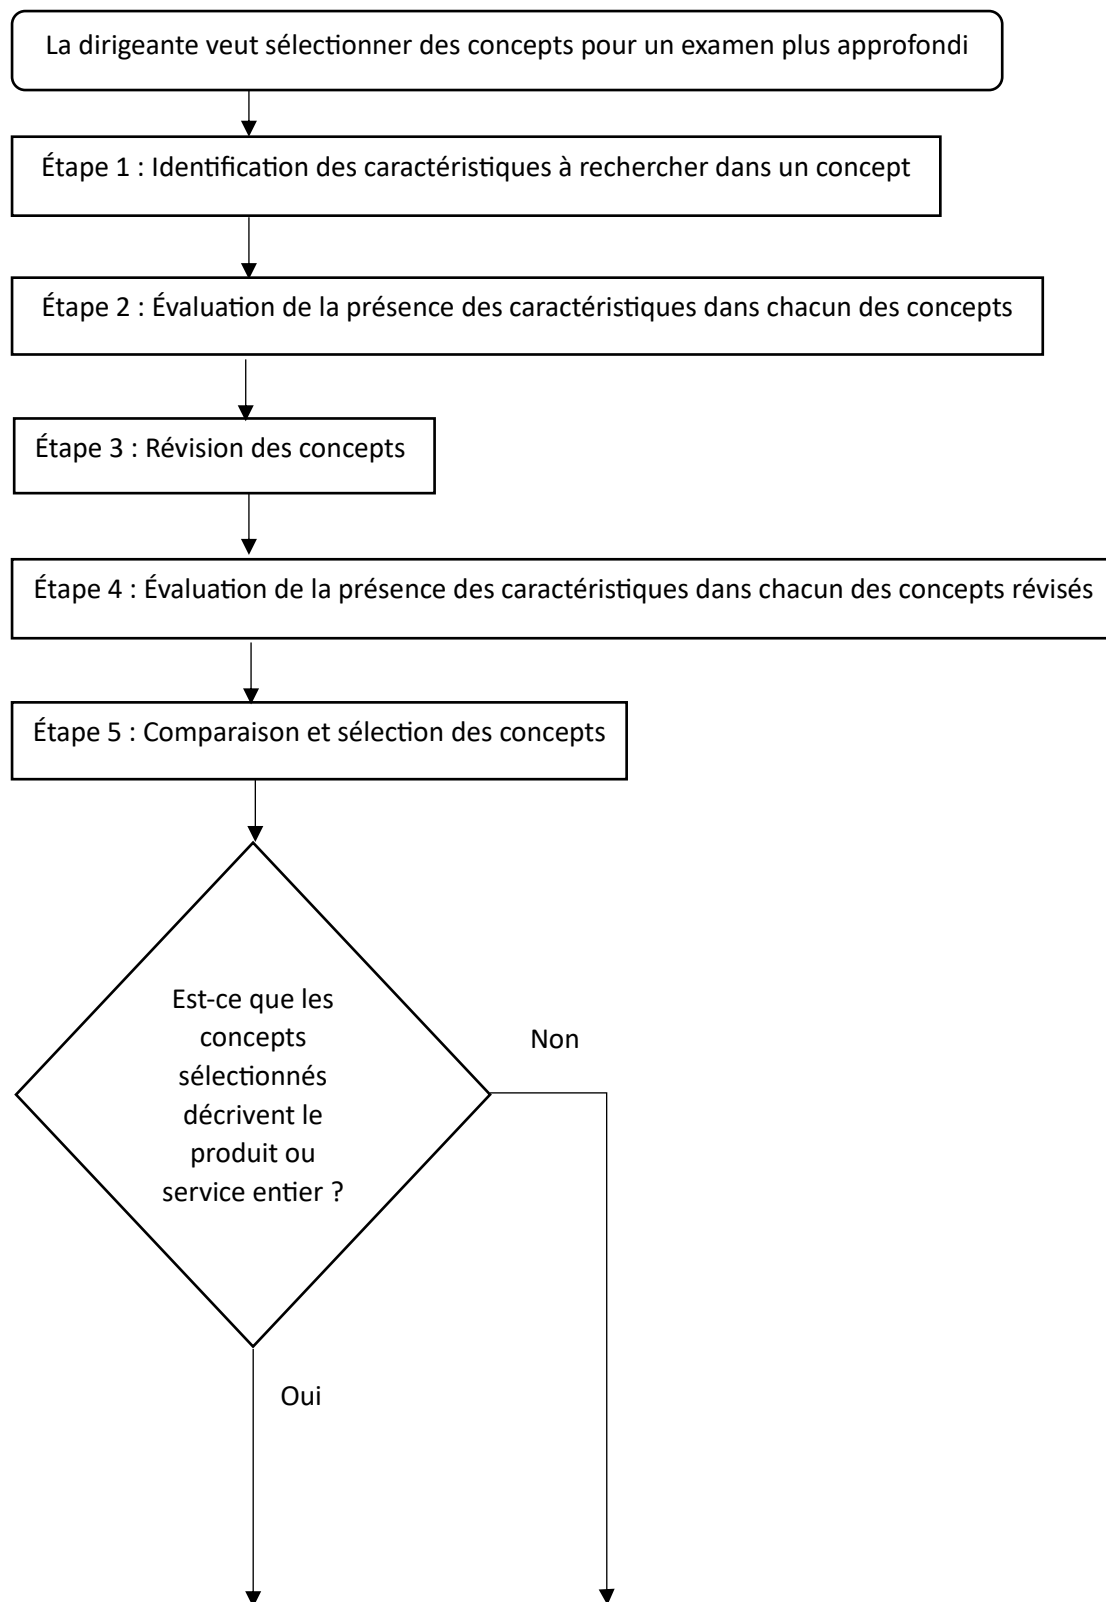 La dirigeante veut sélectionner des concepts pour un examen plus approfondi
Étape 1 : Identification des caractéristiques à rechercher dans un concept
Étape 2 : Évaluation de la présence des caractéristiques dans chacun des concepts
Étape 3 : Révision des concepts
Étape 4 : Évaluation de la présence des caractéristiques dans chacun des concepts révisés
Étape 5 : Comparaison et sélection des concepts
Est-ce que les
concepts
sélectionnés
décrivent le
produit ou
service entier ?
Non
Oui